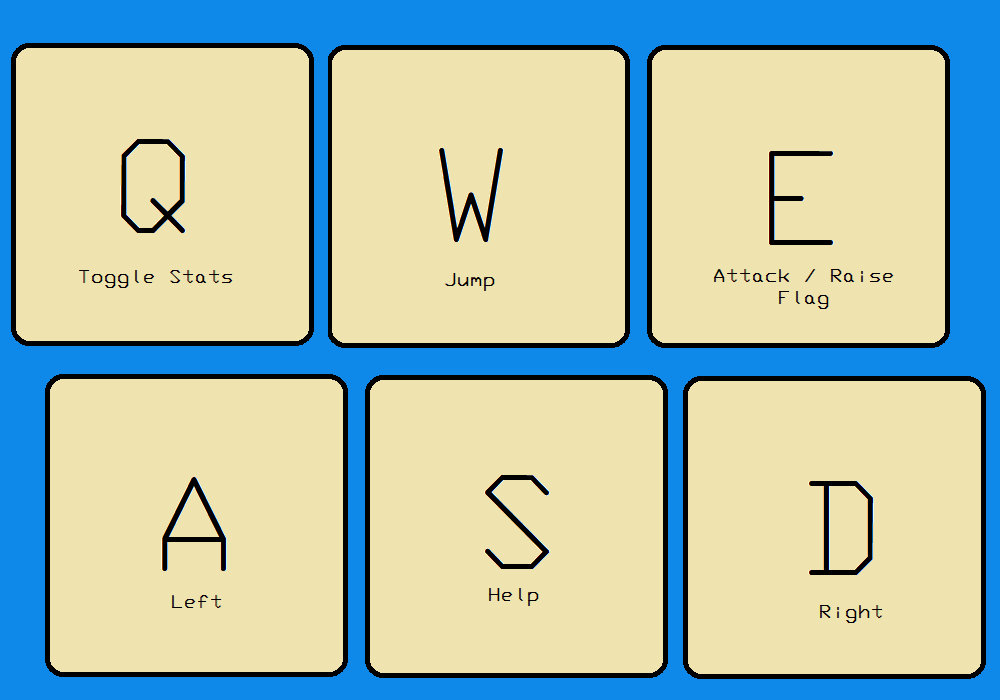 Q
Toggle Stats
W
Jump
E
Attack / Raise
Flag
A
Left
S
Help
D
Right